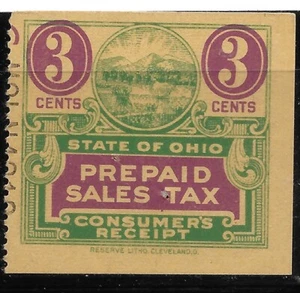 3 3
CENTS CENTS
STATE OF OHIO
PREPAID
SALES TAX
CONSUMER'S
RECEIPT
RESERVE LITHO. CLEVELAND, O.